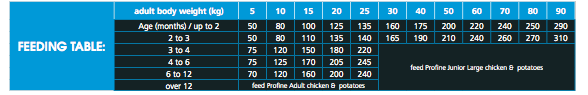 adult body weight (kg) 5 10 15 20 25 30 40 50 60 70 80 90
Age (months) / up to 2 50 80 100 125 135 160 175 200 220 240 250 290
2 to 3 50 80 110 135 140 165 190 210 240 260 270 310
FEEDING TABLE: 3 to 4 75 120 150 180 220
4 to 6 75 125 170 205 245
feed Profine Junior Large chicken & potatoes
6 to 12 70 120 160 200 240
over 12 feed Profine Adult chicken & potatoes